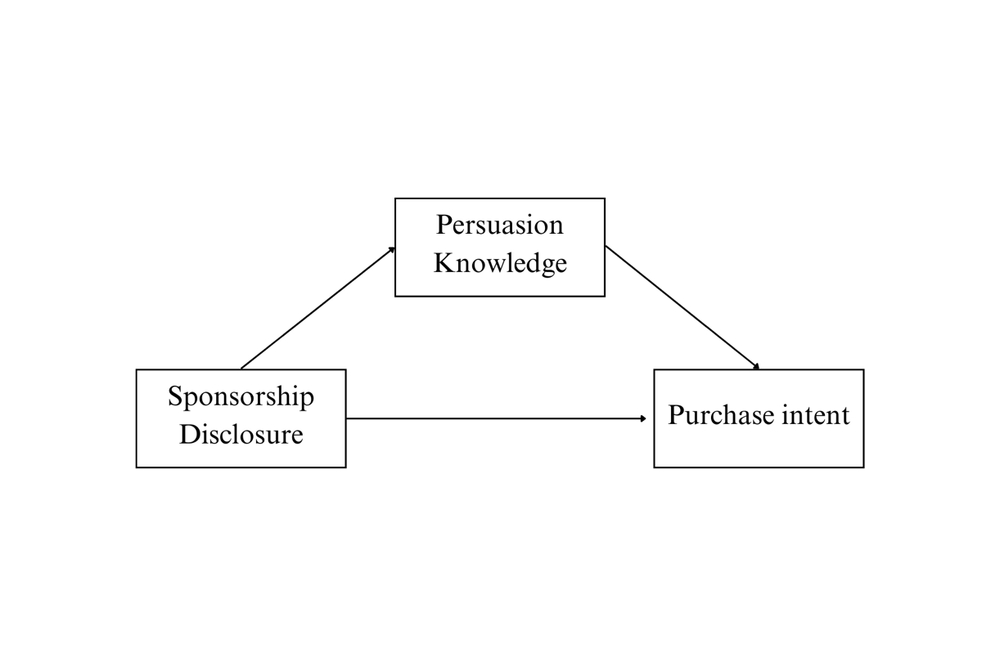 Persuasion
Knowledge
Sponsorship
Disclosure
Purchase intent